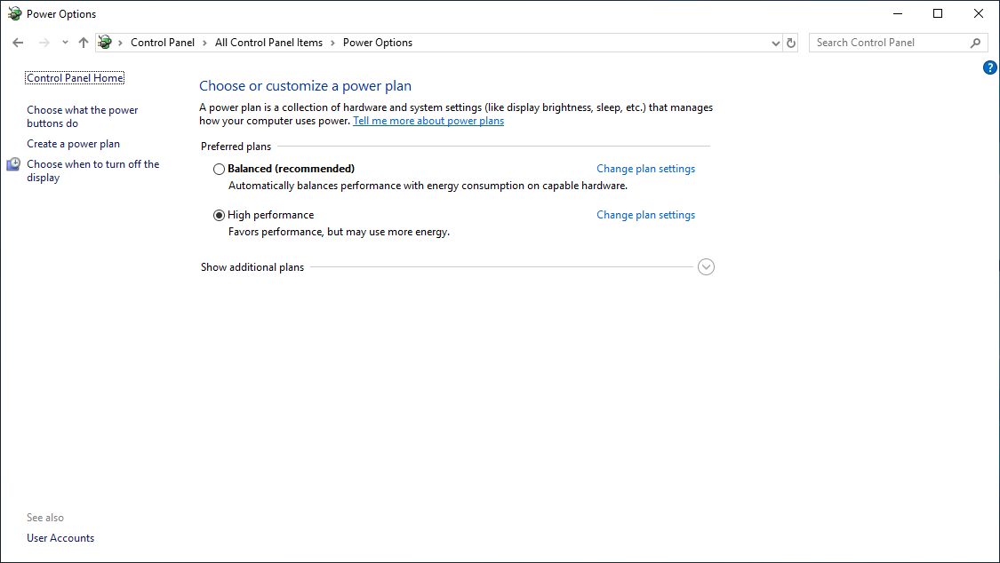 Power Options
Control Panel > All Control Panel Items > Power Options
Search Control Panel
?
Control Panel Home
Choose what the power
buttons do
Create a power plan
Choose when to turn off the
display
Choose or customize a power plan
A power plan is a collection of hardware and system settings (like display brightness, sleep, etc.) that manages
how your computer uses power. Tell me more about power plans
Preferred plans
Balanced (recommended)
Change plan settings
Automatically balances performance with energy consumption on capable hardware.
High performance
Change plan settings
Favors performance, but may use more energy.
Show additional plans
See also
User Accounts